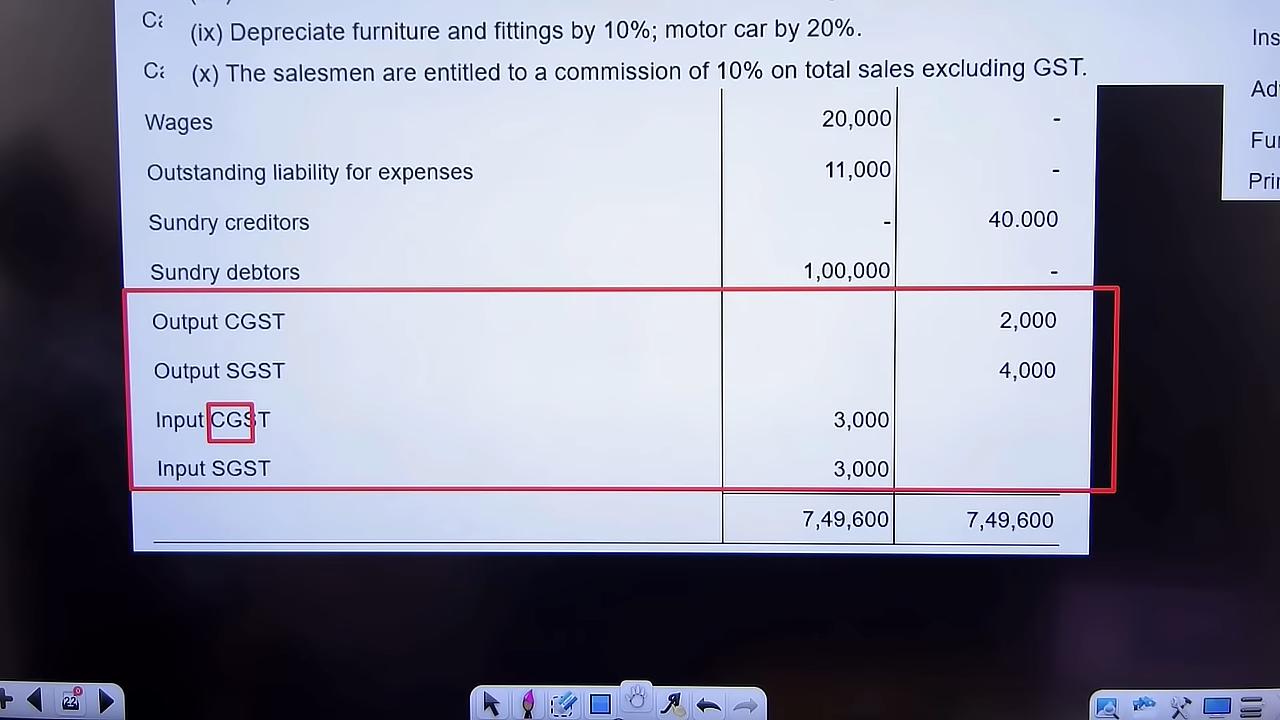 (ix) Depreciate furniture and fittings by 10%; motor car by 20%.
(x) The salesmen are entitled to a commission of 10% on total sales excluding GST.
Wages 20,000 -
Outstanding liability for expenses 11,000 -
Sundry creditors - 40.000
Sundry debtors 1,00,000 -
Output CGST 2,000
Output SGST 4,000
Input CGST 3,000
Input SGST 3,000
7,49,600 7,49,600
22